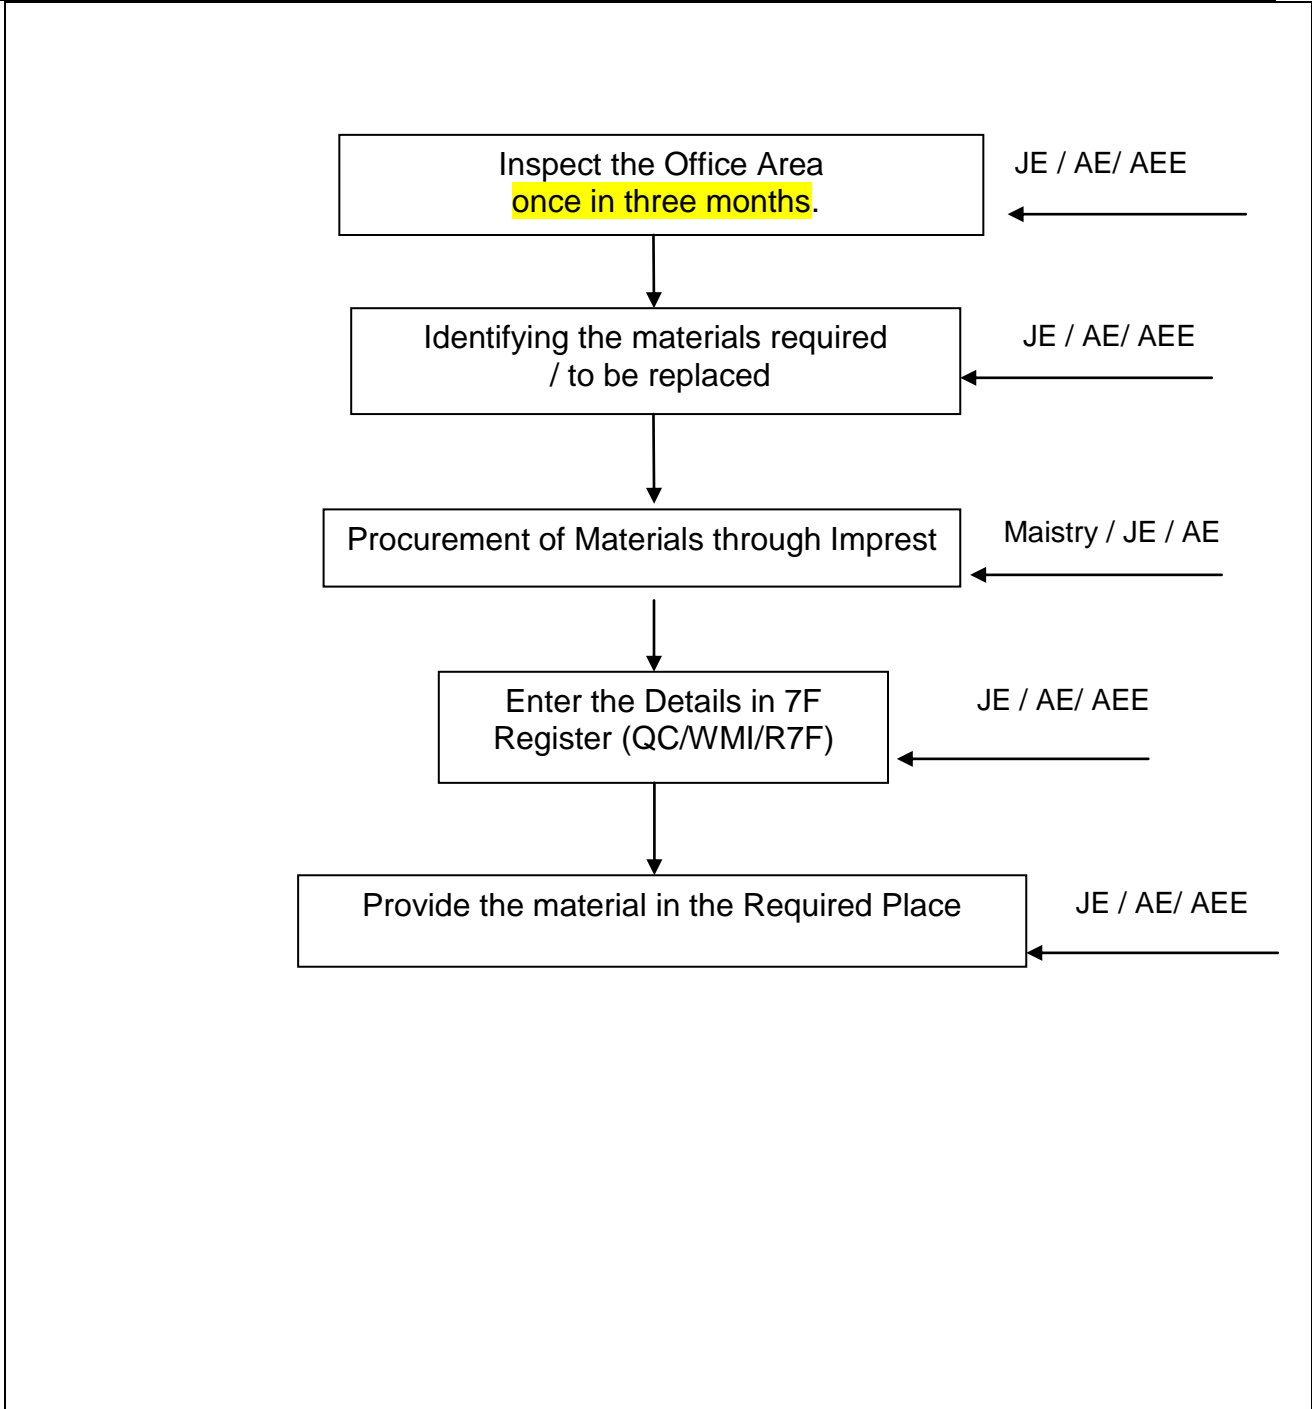 Inspect the Office Area
once in three months.
JE / AE/ AEE
Identifying the materials required
/ to be replaced
JE / AE/ AEE
Procurement of Materials through Imprest
Maistry / JE / AE
Enter the Details in 7F
Register (QC/WMI/R7F)
JE / AE/ AEE
Provide the material in the Required Place
JE / AE/ AEE